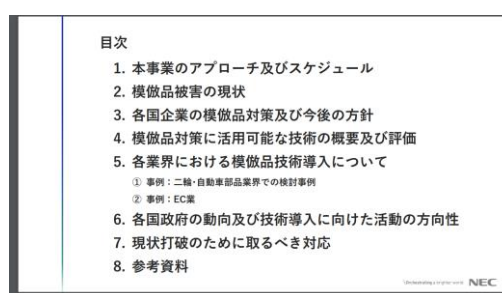 目次
1. 本事業のアプローチ及びスケジュール
2. 模倣品被害の現状
3. 各国企業の模倣品対策及び今後の方針
4. 模倣品対策に活用可能な技術の概要及び評価
5. 各業界における模倣品技術導入について
① 事例：二輪・自動車部品業界での検討事例
② 事例：EC業
6. 各国政府の動向及び技術導入に向けた活動の方向性
7. 現状打破のために取るべき対応
8. 参考資料
Orchestrating a brighter world NEC